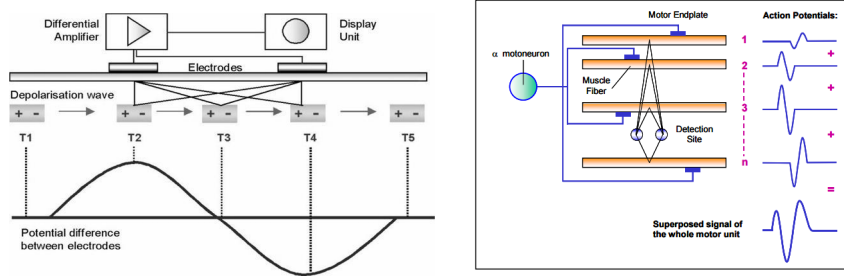 Differential
Amplifier
Display
Unit
Electrodes
Depolarisation wave
+ -
+ -
+ -
+ -
+ -
T1
T2
T3
T4
T5
Potential difference
between electrodes
Motor Endplate
Action Potentials:
α motoneuron
1
+
2
Muscle
Fiber
+
3
+
Detection
Site
n
=
Superposed signal of
the whole motor unit